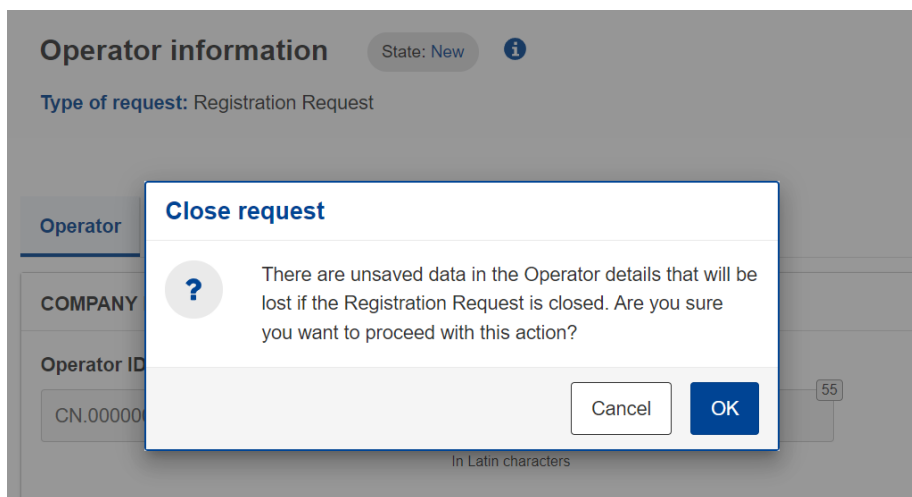 Operator information State: New
Type of request: Registration Request
Close request
Operator
There are unsaved data in the Operator details that will be
lost if the Registration Request is closed. Are you sure
you want to proceed with this action?
COMPANY
Operator ID
Cancel OK
55
In Latin characters